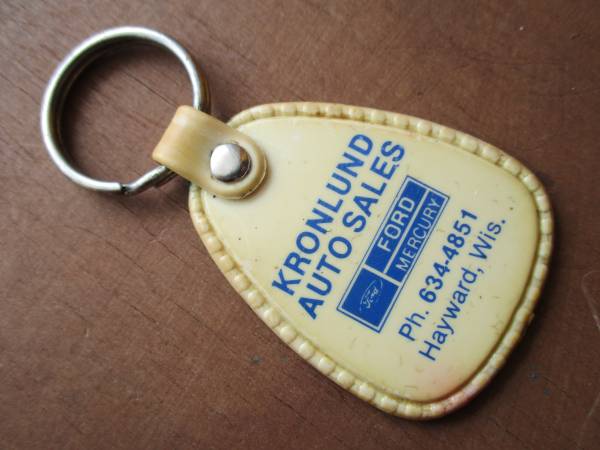 KRONLUND
AUTO SALES
Ford
FORD
MERCURY
Ph. 634-4851
Hayward, Wis.